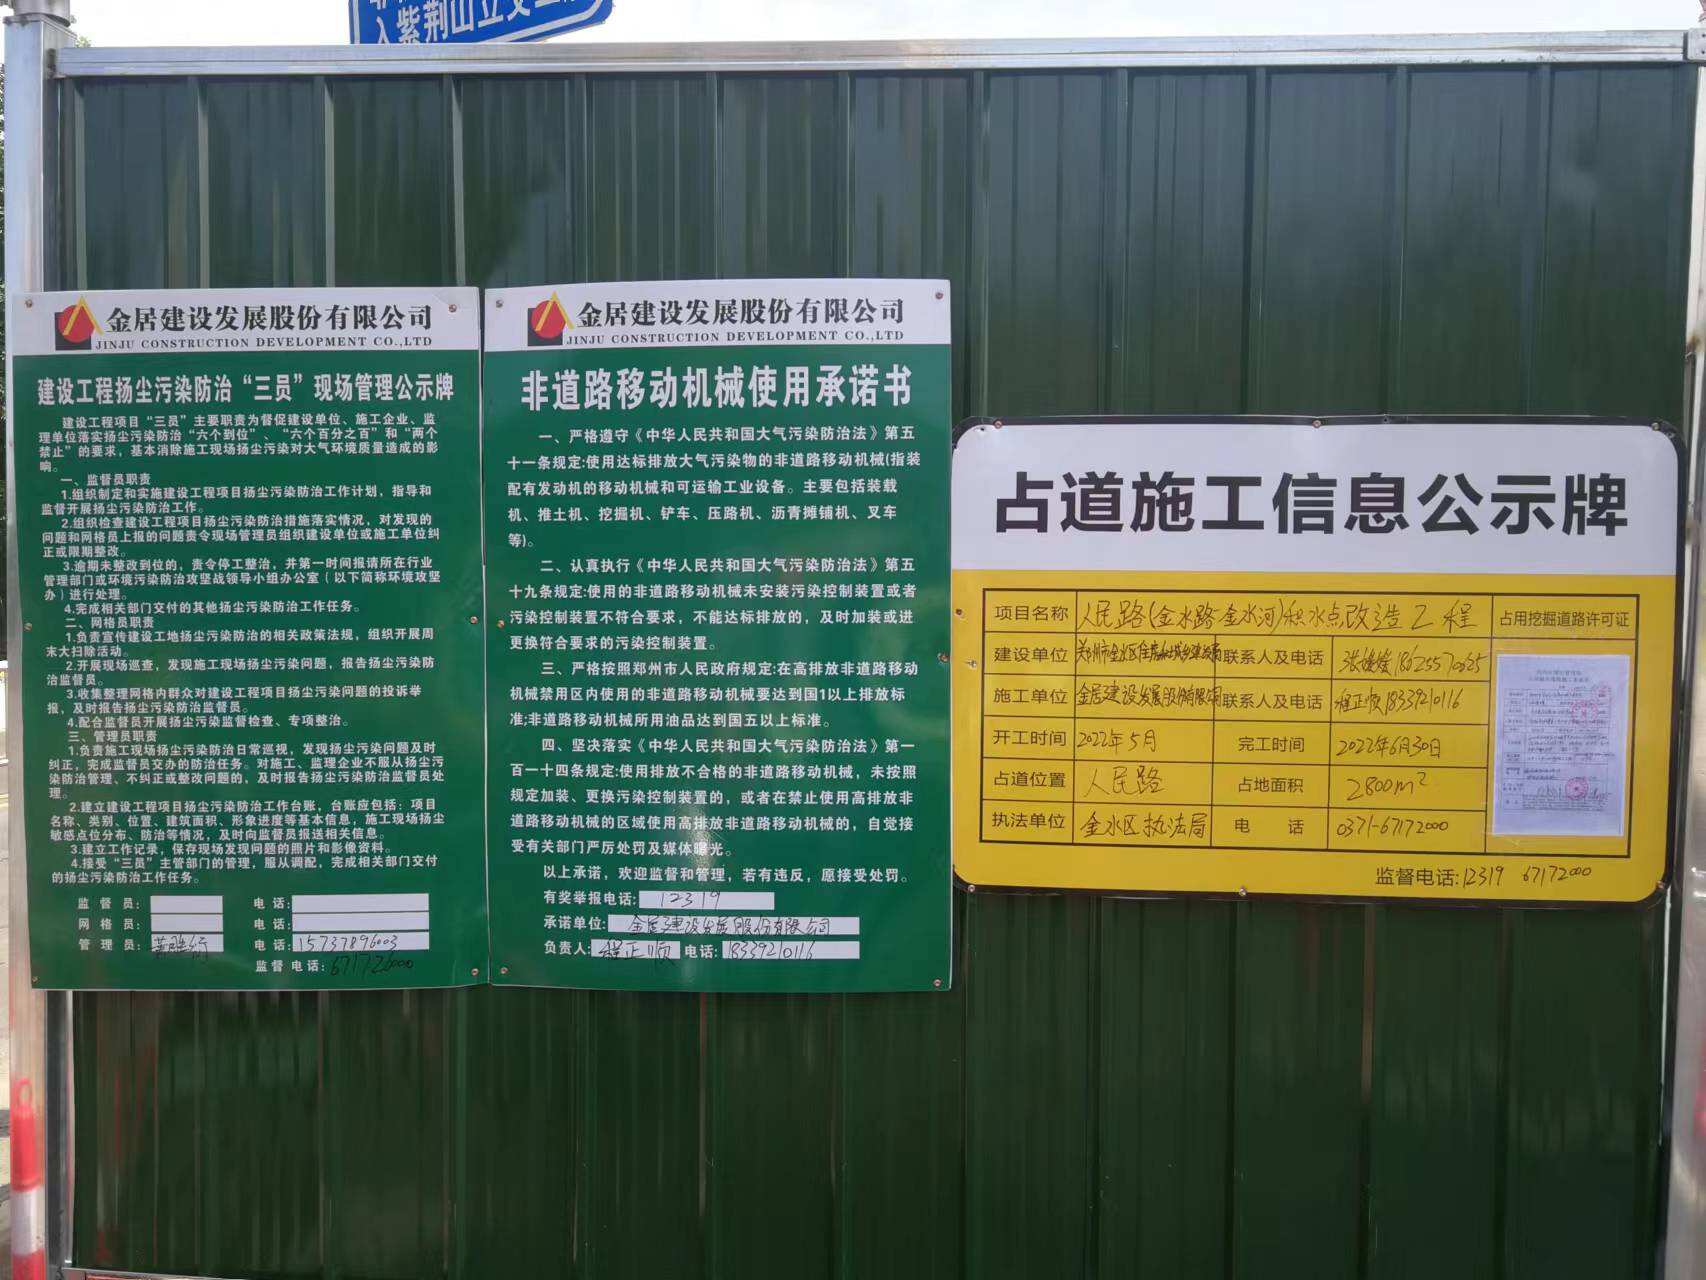 入紫荆山立交
金居建设发展股份有限公司
JINJU CONSTRUCTION DEVELOPMENT CO.,LTD
建设工程扬尘污染防治“三员”现场管理公示牌
建设工程项目“三员”主要职责为督促建设单位、施工企业、监
理单位落实扬尘污染防治“六个到位”、“六个百分之百”和“两个
禁止”的要求，基本消除施工现场扬尘污染对大气环境质量造成的影
响。
一、监督员职责
1.组织制定和实施建设工程项目扬尘污染防治工作计划，指导和
监督开展扬尘污染防治工作。
2.组织检查建设工程项目扬尘污染防治措施落实情况，对发现的
问题和网格员上报的问题责令现场管理员组织建设单位或施工单位纠
正或限期整改。
3.逾期未整改到位的，责令停工整治，并第一时间报请所在行业
管理部门或环境污染防治攻坚战领导小组办公室（以下简称环境攻坚
办）进行处理。
4.完成相关部门交付的其他扬尘污染防治工作任务。
二、网格员职责
1.负责宣传建设工地扬尘污染防治的相关政策法规，组织开展周
末大扫除活动。
2.开展现场巡查，发现施工现场扬尘污染问题，报告扬尘污染防
治监督员。
3.收集整理网格内群众对建设工程项目扬尘污染问题的投诉举
报，及时报告扬尘污染防治监督员。
4.配合监督员开展扬尘污染监督检查、专项整治。
三、管理员职责
1.负责施工现场扬尘污染防治日常巡视，发现扬尘污染问题及时
纠正，完成监督员交办的防治任务。对施工、监理企业不服从扬尘污
染防治管理、不纠正或整改问题的，及时报告扬尘污染防治监督员处
理。
2.建立建设工程项目扬尘污染防治工作台账，台账应包括：项目
名称、类别、位置、建筑面积、形象进度等基本信息，施工现场扬尘
敏感点位分布、防治等情况，及时向监督员报送相关信息。
3.建立工作记录，保存现场发现问题的照片和影像资料。
4.接受“三员”主管部门的管理，服从调配，完成相关部门交付
的扬尘污染防治工作任务。
监督员： 电话：
网格员： 电话：
管理员： 电话：15737896003
监督电话：67172000
金居建设发展股份有限公司
JINJU CONSTRUCTION DEVELOPMENT CO.,LTD
非道路移动机械使用承诺书
一、严格遵守《中华人民共和国大气污染防治法》第五
十一条规定:使用达标排放大气污染物的非道路移动机械(指装
配有发动机的移动机械和可运输工业设备。主要包括装载
机、推土机、挖掘机、铲车、压路机、沥青摊铺机、叉车
等)。
二、认真执行《中华人民共和国大气污染防治法》第五
十九条规定:使用的非道路移动机械未安装污染控制装置或者
污染控制装置不符合要求，不能达标排放的，及时加装或进
更换符合要求的污染控制装置。
三、严格按照郑州市人民政府规定:在高排放非道路移动
机械禁用区内使用的非道路移动机械要达到国1以上排放标
准;非道路移动机械所用油品达到国五以上标准。
四、坚决落实《中华人民共和国大气污染防治法》第一
百一十四条规定:使用排放不合格的非道路移动机械，未按照
规定加装、更换污染控制装置的，或者在禁止使用高排放非
道路移动机械的区域使用高排放非道路移动机械的，自觉接
受有关部门严厉处罚及媒体曝光。
以上承诺，欢迎监督和管理，若有违反，愿接受处罚。
有奖举报电话:12319
承诺单位:金居建设发展股份有限公司
负责人:程正顺 电话:18339210116
占道施工信息公示牌
项目名称 人民路(金水路-金水河)积水点改造工程 占用挖掘道路许可证
建设单位 郑州市金水区住房和城乡建设局 联系人及电话 18625570625
施工单位 金居建设发展股份有限公司 联系人及电话 程正顺18339210116
开工时间 2022年5月 完工时间 2022年6月30日
占道位置 人民路 占地面积 2800m²
执法单位 金水区执法局 电话 0371-67172000
监督电话:12319 67172000